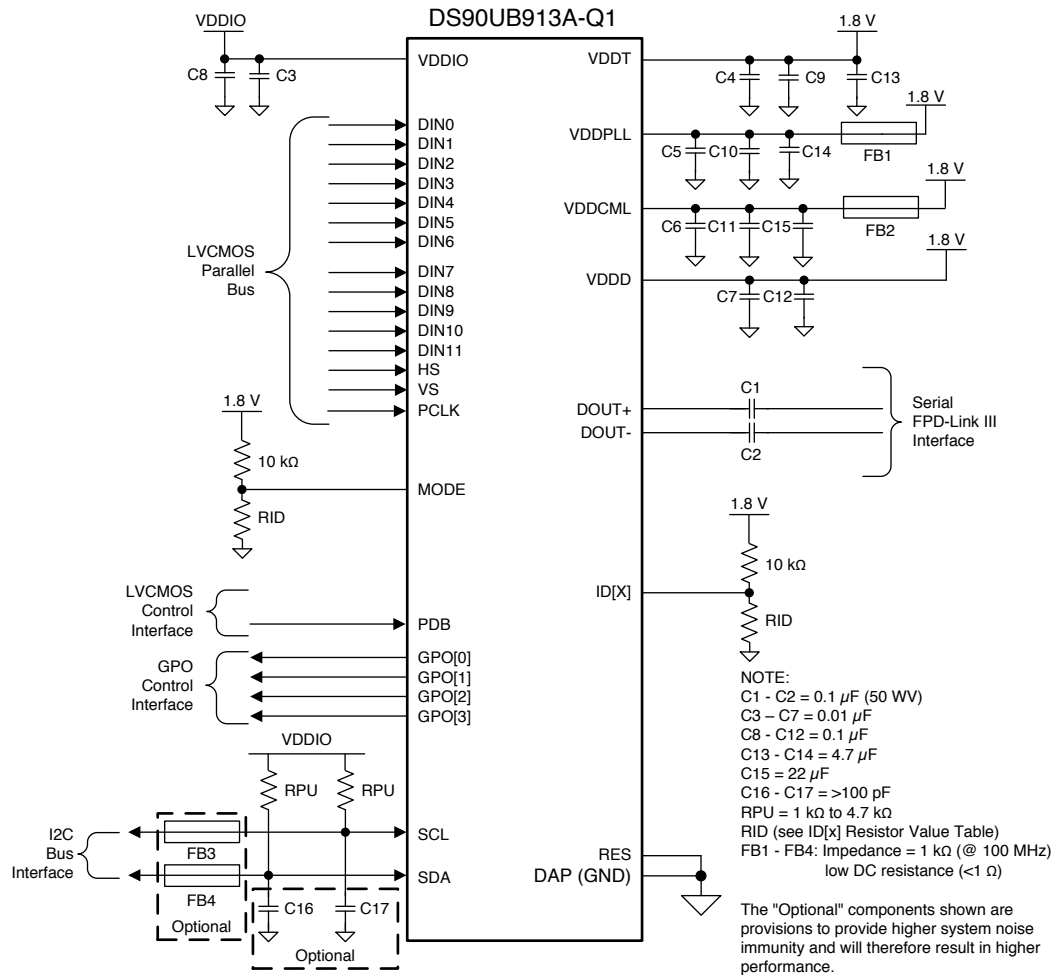 DS90UB913A-Q1
VDDIO
C8
C3
VDDIO
VDDT
1.8 V
C4
C9
C13
LVCMOS
Parallel
Bus
DIN0
DIN1
DIN2
DIN3
DIN4
DIN5
DIN6
DIN7
DIN8
DIN9
DIN10
DIN11
HS
VS
PCLK
VDDPLL
1.8 V
C5
C10
C14
FB1
VDDCML
1.8 V
C6
C11
C15
FB2
VDDD
1.8 V
C7
C12
C1
DOUT+
DOUT-
C2
Serial
FPD-Link III
Interface
1.8 V
10 kΩ
MODE
RID
1.8 V
10 kΩ
ID[X]
RID
LVCMOS
Control
Interface
PDB
GPO
Control
Interface
GPO[0]
GPO[1]
GPO[2]
GPO[3]
VDDIO
RPU
RPU
I2C
Bus
Interface
FB3
FB4
Optional
SCL
SDA
C16
C17
Optional
RES
DAP (GND)
NOTE:
C1 - C2 = 0.1 µF (50 WV)
C3 – C7 = 0.01 µF
C8 - C12 = 0.1 µF
C13 - C14 = 4.7 µF
C15 = 22 µF
C16 - C17 = >100 pF
RPU = 1 kΩ to 4.7 kΩ
RID (see ID[x] Resistor Value Table)
FB1 - FB4: Impedance = 1 kΩ (@ 100 MHz)
low DC resistance (<1 Ω)
The "Optional" components shown are
provisions to provide higher system noise
immunity and will therefore result in higher
performance.